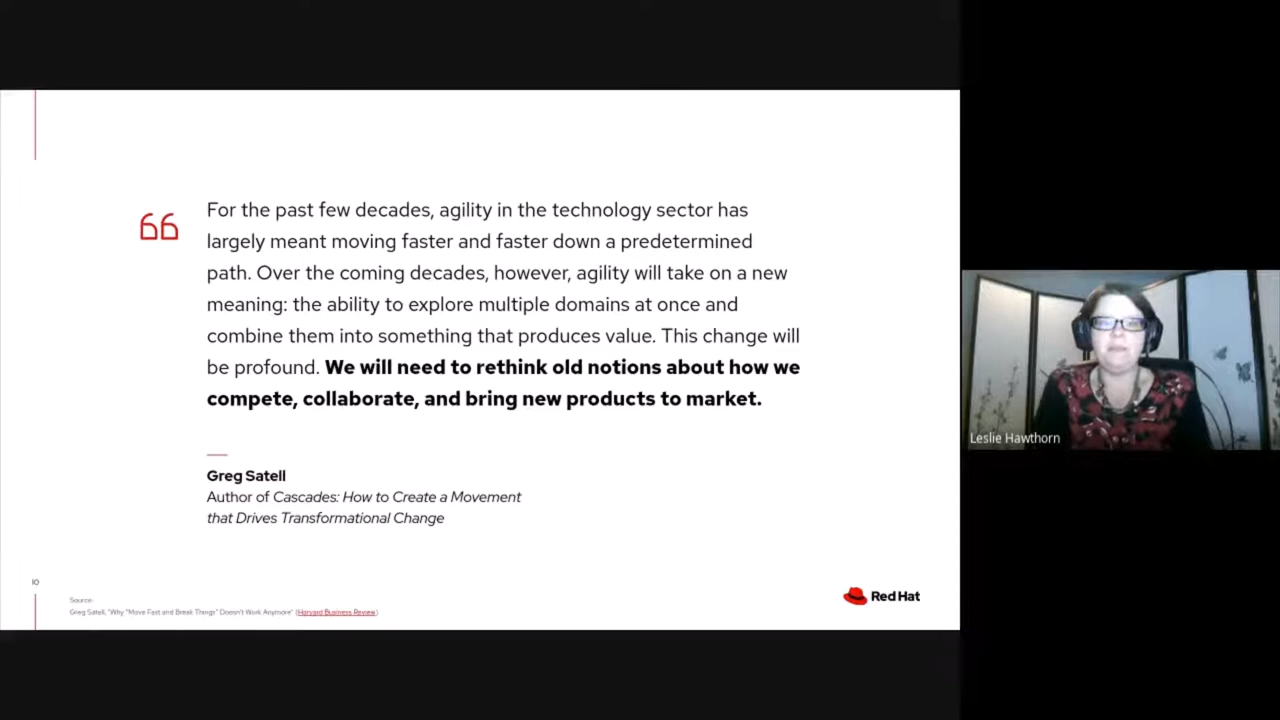 For the past few decades, agility in the technology sector has
largely meant moving faster and faster down a predetermined
path. Over the coming decades, however, agility will take on a new
meaning: the ability to explore multiple domains at once and
combine them into something that produces value. This change will
be profound. We will need to rethink old notions about how we
compete, collaborate, and bring new products to market.
Greg Satell
Author of Cascades: How to Create a Movement
that Drives Transformational Change
10
Source:
Greg Satell, "Why "Move Fast and Break Things" Doesn't Work Anymore" (Harvard Business Review)
Red Hat
Leslie Hawthorn